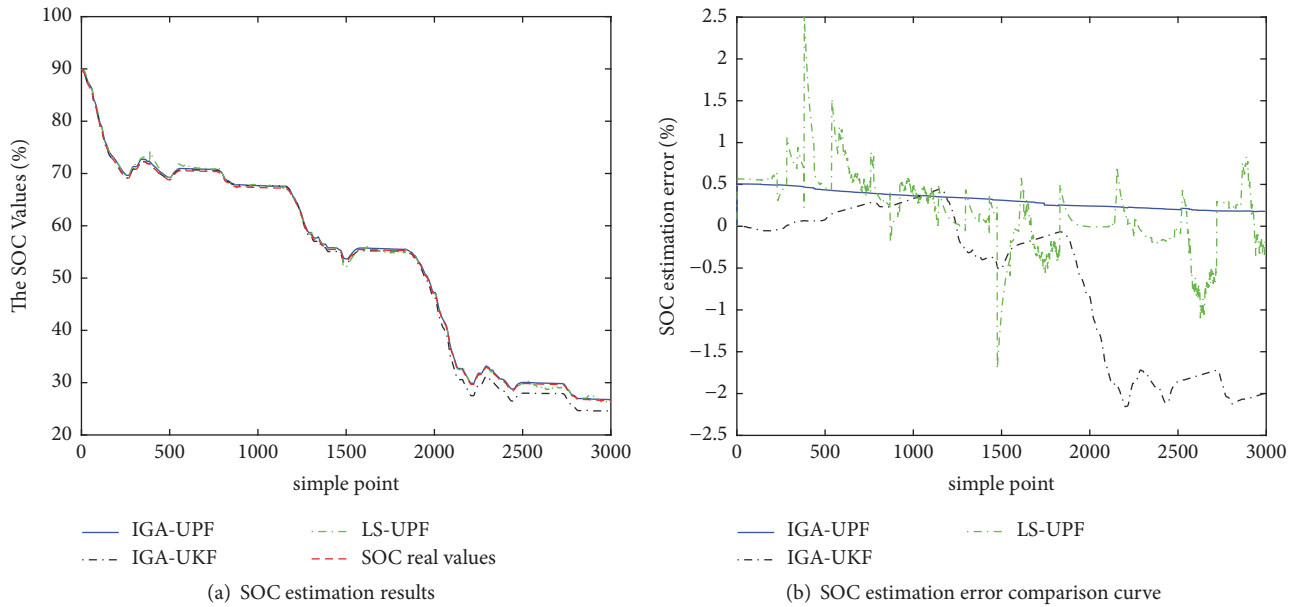 100
90
80
70
60
50
40
30
20
The SOC Values (%)
0
500
1000
1500
2000
2500
3000
simple point
IGA-UPF
IGA-UKF
LS-UPF
SOC real values
(a) SOC estimation results
2.5
2
1.5
1
0.5
0
−0.5
−1
−1.5
−2
−2.5
SOC estimation error (%)
0
500
1000
1500
2000
2500
3000
simple point
IGA-UPF
IGA-UKF
LS-UPF
(b) SOC estimation error comparison curve